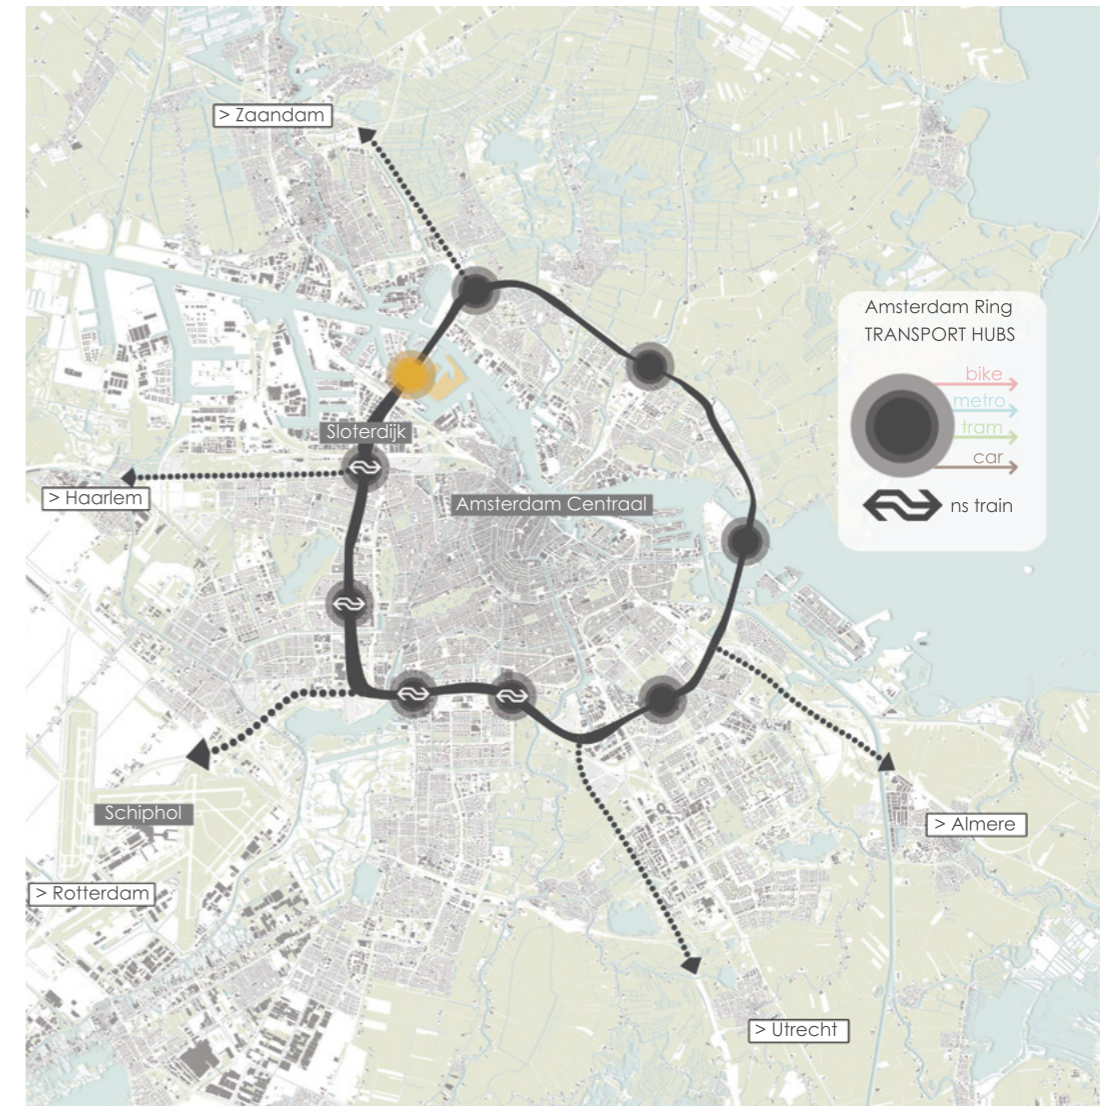 > Zaandam
Amsterdam Ring
TRANSPORT HUBS
bike
metro
tram
car
ns train
Sloterdijk
> Haarlem
Amsterdam Centraal
Schiphol
> Almere
> Rotterdam
> Utrecht